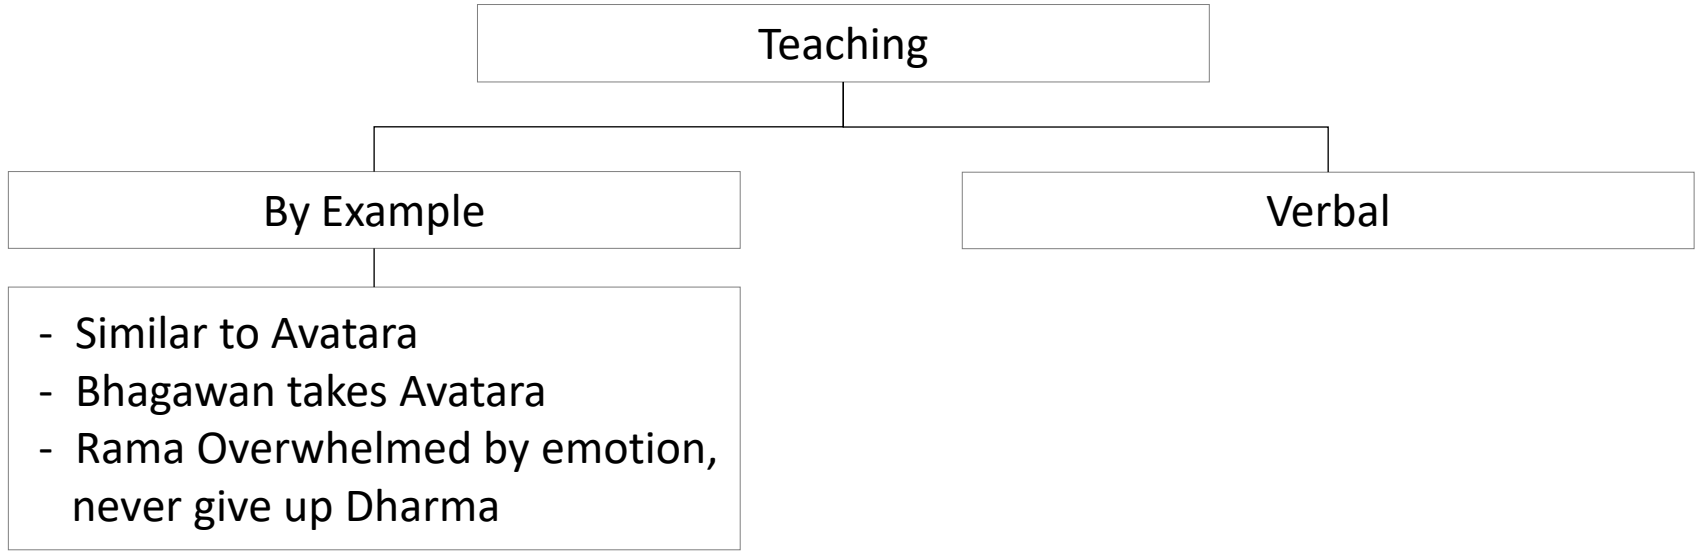 Teaching
By Example
Verbal
- Similar to Avatara
- Bhagawan takes Avatara
- Rama Overwhelmed by emotion,
never give up Dharma